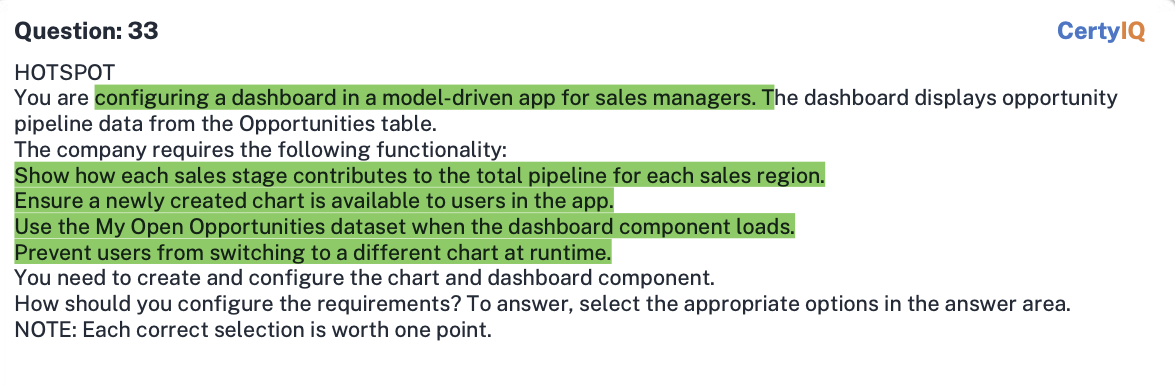 Question: 33
CertyIQ
HOTSPOT
You are configuring a dashboard in a model-driven app for sales managers. The dashboard displays opportunity
pipeline data from the Opportunities table.
The company requires the following functionality:
Show how each sales stage contributes to the total pipeline for each sales region.
Ensure a newly created chart is available to users in the app.
Use the My Open Opportunities dataset when the dashboard component loads.
Prevent users from switching to a different chart at runtime.
You need to create and configure the chart and dashboard component.
How should you configure the requirements? To answer, select the appropriate options in the answer area.
NOTE: Each correct selection is worth one point.